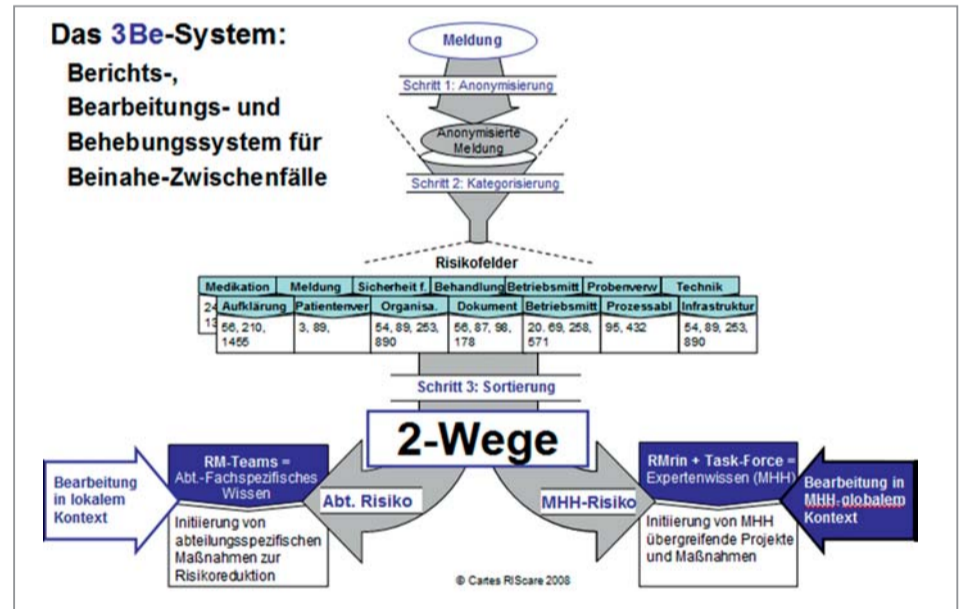 Das 3Be-System:
Berichts-,
Bearbeitungs- und
Behebungssystem für
Beinahe-Zwischenfälle
Meldung
Schritt 1: Anonymisierung
Anonymisierte
Meldung
Schritt 2: Kategorisierung
Risikofelder
Medikation Meldung Sicherheit f. Behandlung Betriebsmitt Probenverw Technik
24
13
Aufklärung Patientenver Organisa. Dokument Betriebsmitt Prozessabl Infrastruktur
56, 210, 3, 89, 54, 89, 253, 56, 87, 98, 20. 69, 258, 95, 432 54, 89, 253,
1455 890 178 571 890
Schritt 3: Sortierung
2-Wege
Bearbeitung
in lokalem
Kontext
RM-Teams =
Abt.-Fachspezifisches
Wissen
Initiierung von
abteilungsspezifischen
Maßnahmen zur
Risikoreduktion
Abt. Risiko
MHH-Risiko
RMrin + Task-Force =
Expertenwissen (MHH)
Initiierung von MHH
übergreifende Projekte
und Maßnahmen
Bearbeitung in
MHH-globalem
Kontext
© Cartes RIScare 2008